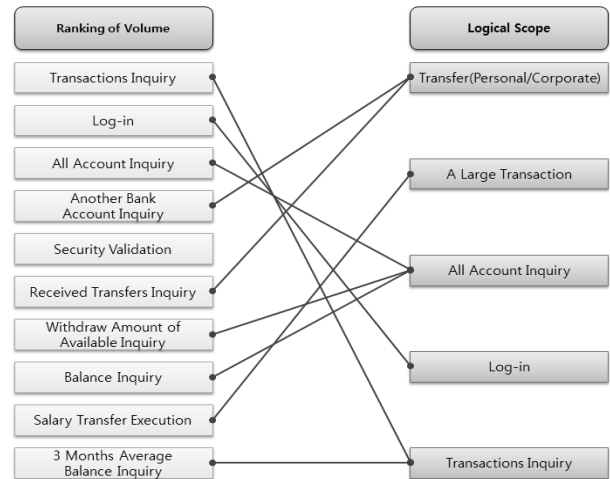 Ranking of Volume
Transactions Inquiry
Log-in
All Account Inquiry
Another Bank
Account Inquiry
Security Validation
Received Transfers Inquiry
Withdraw Amount of
Available Inquiry
Balance Inquiry
Salary Transfer Execution
3 Months Average
Balance Inquiry
Logical Scope
Transfer(Personal/Corporate)
A Large Transaction
All Account Inquiry
Log-in
Transactions Inquiry